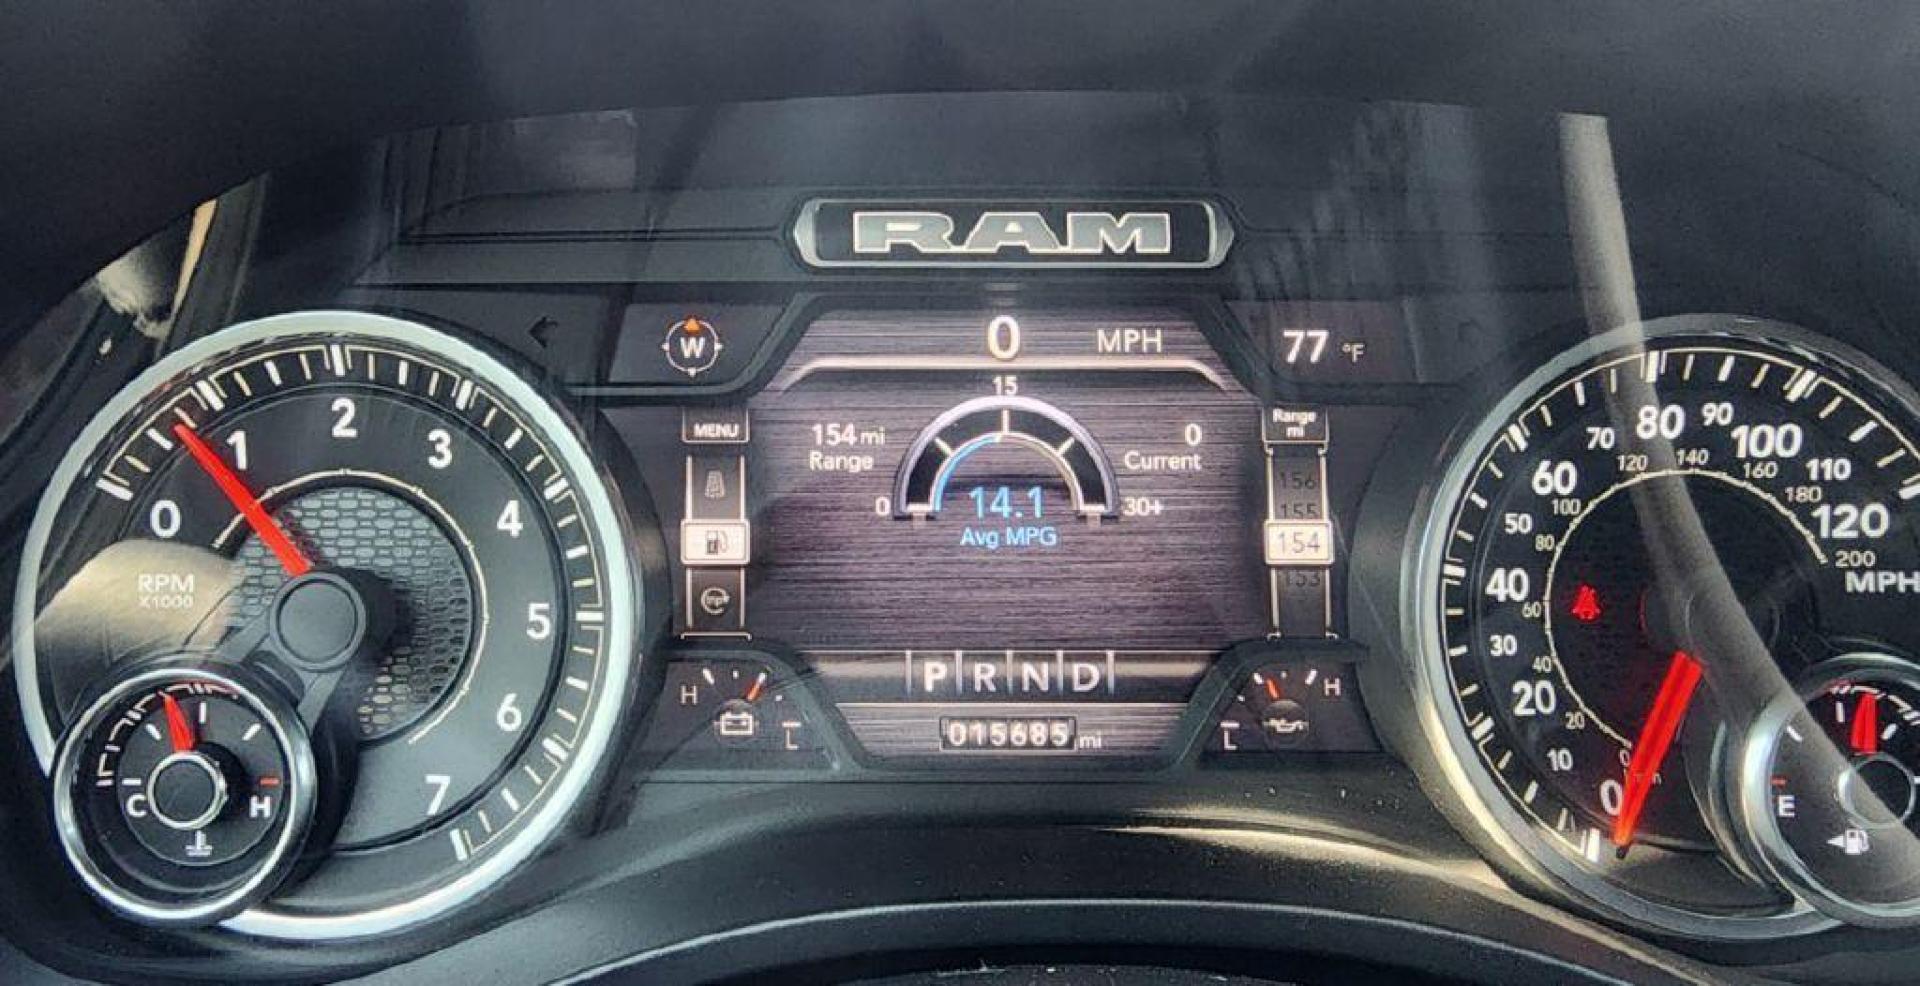 RAM
W
0 MPH
77 °F
MENU
15
154 mi
Range
0
14.1
Avg MPG
30+
0
Current
Range
mi
156
155
154
153
P R N D
015685 mi
H
L
L
H
0
1
2
3
4
5
6
7
RPM
X1000
C
H
0
10
20
30
40
50
60
70
80
90
100
110
120
MPH
20
40
60
80
100
120
140
160
180
200
E